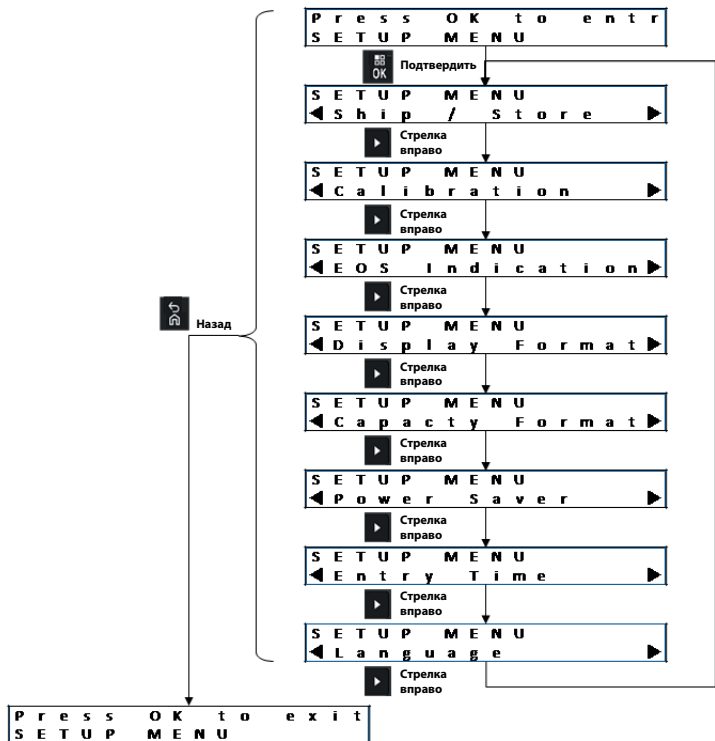 Press OK to entr
SETUP MENU
OK
Подтвердить
SETUP MENU
Ship / Store
Стрелка
вправо
SETUP MENU
Calibration
Стрелка
вправо
SETUP MENU
EOS Indication
Стрелка
вправо
Назад
SETUP MENU
Display Format
Стрелка
вправо
SETUP MENU
Capacty Format
Стрелка
вправо
SETUP MENU
Power Saver
Стрелка
вправо
SETUP MENU
Entry Time
Стрелка
вправо
SETUP MENU
Language
Стрелка
вправо
Press OK to exit
SETUP MENU